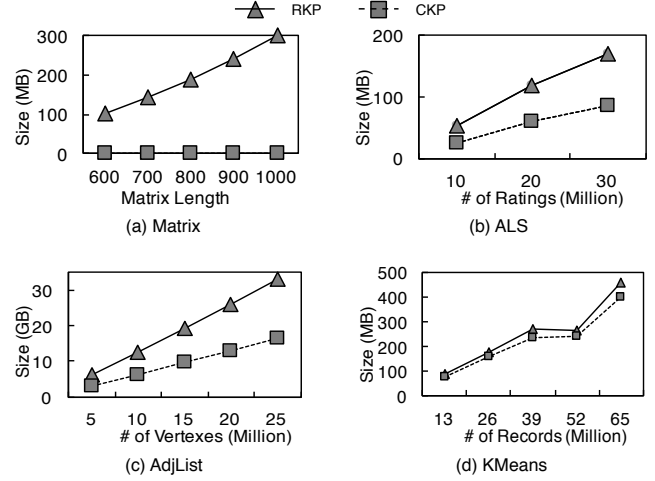 RKP CKP
300
200
100
0
Size (MB)
600 700 800 900 1000
Matrix Length
(a) Matrix
200
100
0
Size (MB)
10 20 30
# of Ratings (Million)
(b) ALS
30
20
10
0
Size (GB)
5 10 15 20 25
# of Vertexes (Million)
(c) AdjList
500
400
300
200
100
0
Size (MB)
13 26 39 52 65
# of Records (Million)
(d) KMeans